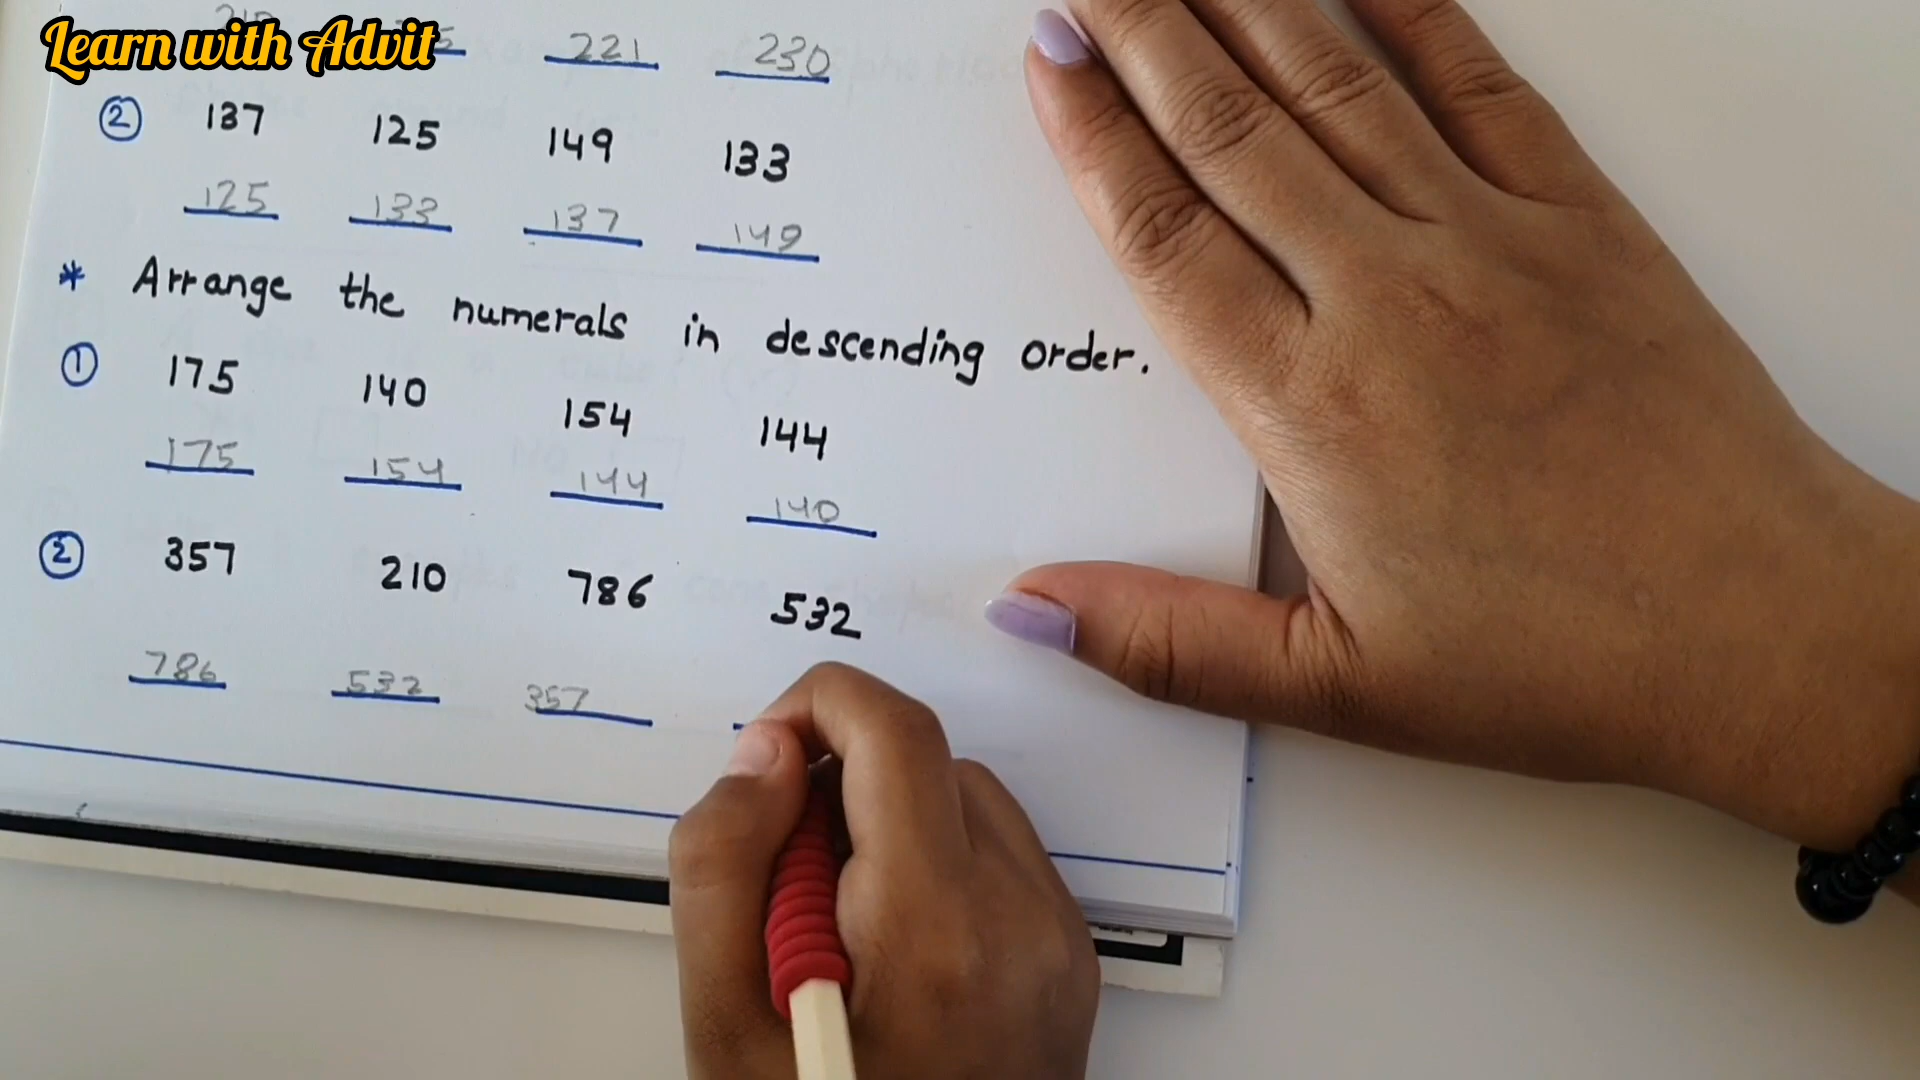 Learn with Advit
221 230
2 137 125 149 133
125 133 137 149
* Arrange the numerals in descending order.
1 175 140 154 144
175 154 144 140
2 357 210 786 532
786 532 357